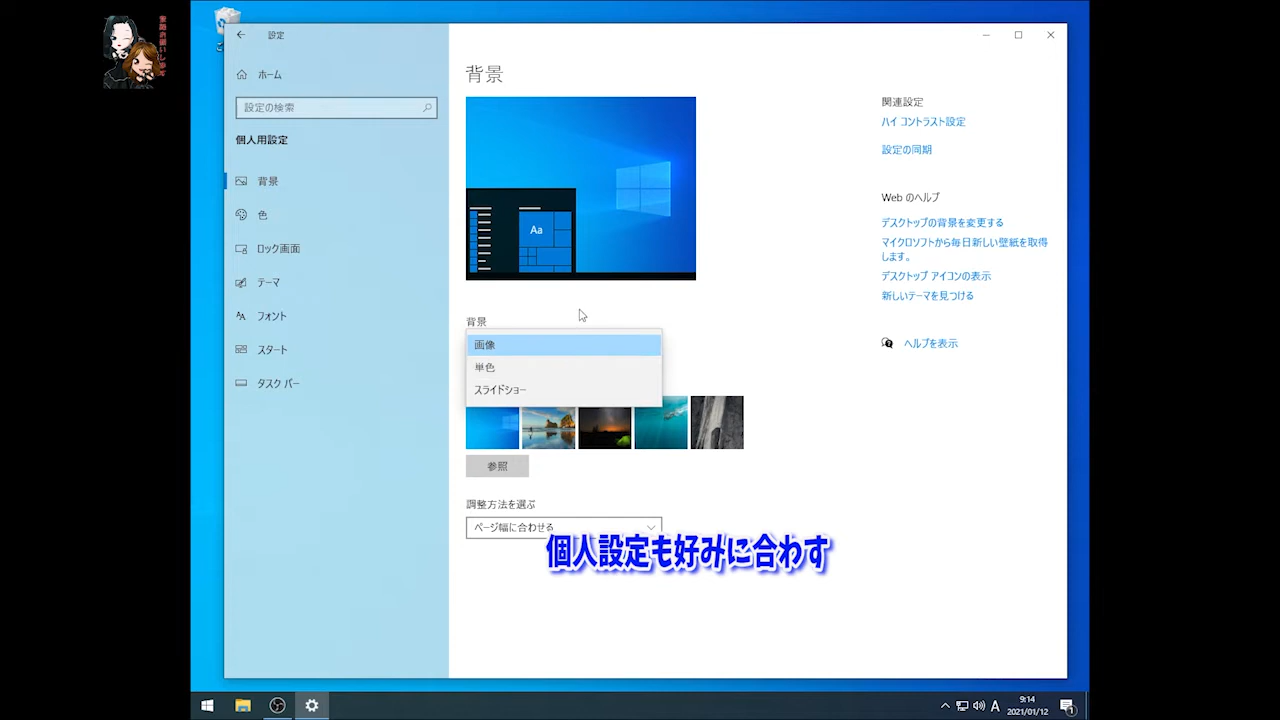 設定
ホーム
設定の検索
個人用設定
背景
色
ロック画面
テーマ
フォント
スタート
タスク バー
背景
Aa
背景
画像
単色
スライドショー
参照
調整方法を選ぶ
ページ幅に合わせる
関連設定
ハイ コントラスト設定
設定の同期
Web のヘルプ
デスクトップの背景を変更する
マイクロソフトから毎日新しい壁紙を取得
します。
デスクトップ アイコンの表示
新しいテーマを見つける
ヘルプを表示
個人設定も好みに合わす
A
9:14
2021/01/12
1